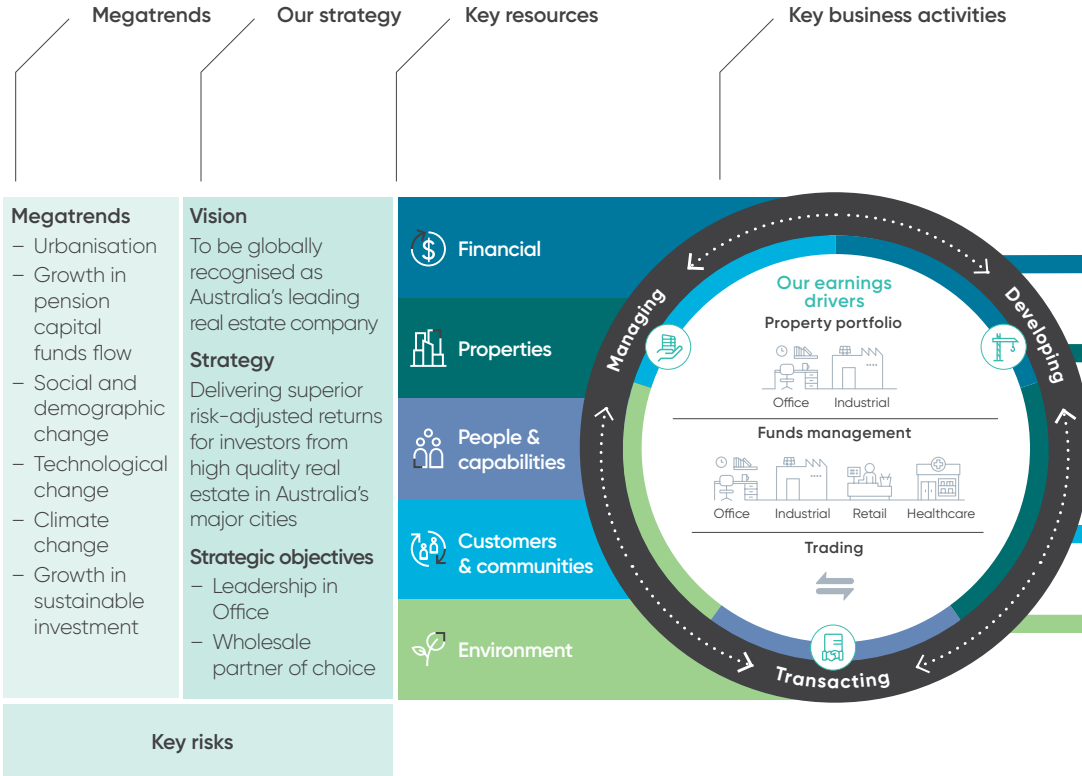 Megatrends
Our strategy
Key resources
Key business activities
Megatrends
– Urbanisation
– Growth in
pension
capital
funds flow
– Social and
demographic
change
– Technological
change
– Climate
change
– Growth in
sustainable
investment
Vision
To be globally
recognised as
Australia's leading
real estate company
Strategy
Delivering superior
risk-adjusted returns
for investors from
high quality real
estate in Australia's
major cities
Strategic objectives
– Leadership in
Office
– Wholesale
partner of choice
Key risks
$ Financial
Properties
People &
capabilities
Customers
& communities
Environment
Managing
Developing
Transacting
Our earnings
drivers
Property portfolio
Office
Industrial
Funds management
Office
Industrial
Retail
Healthcare
Trading